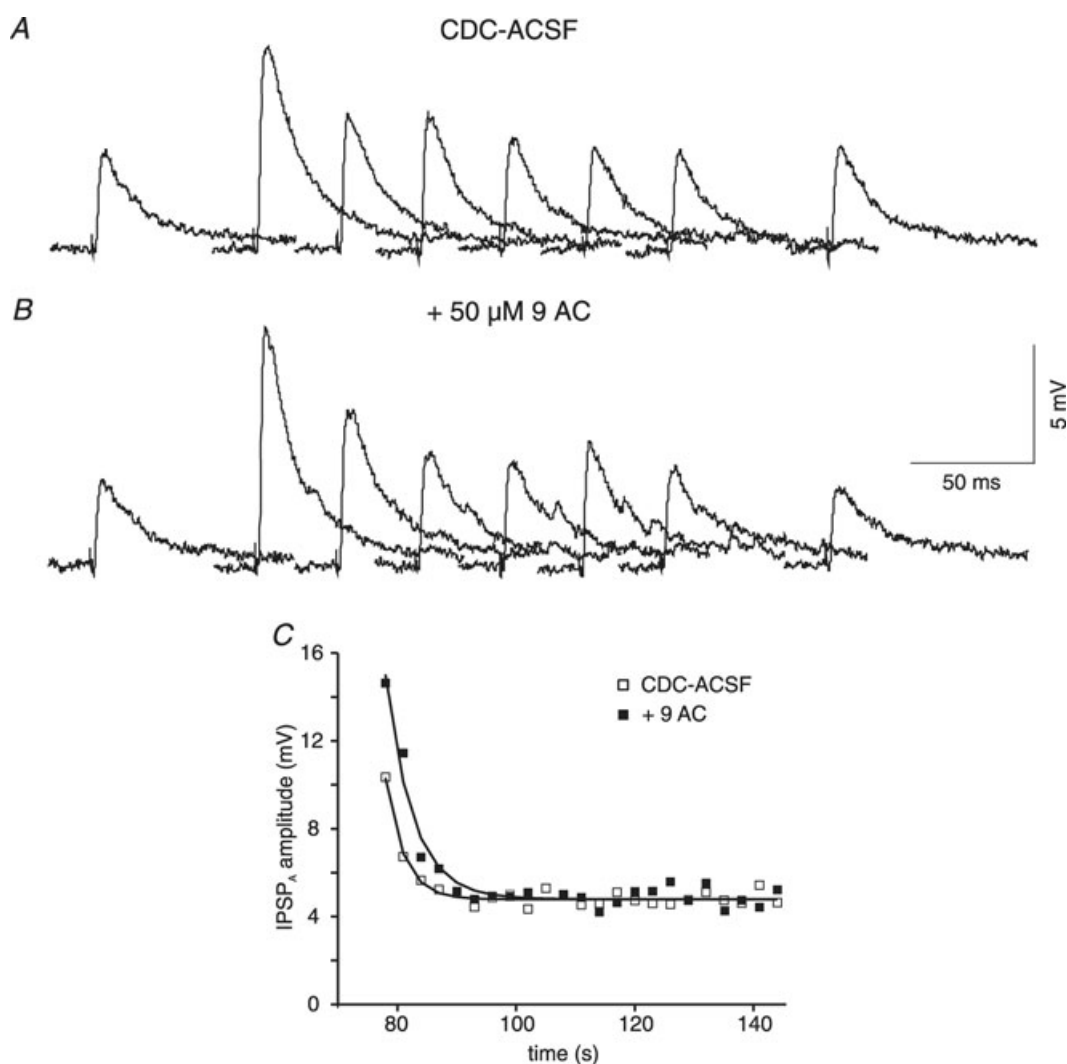 A
CDC-ACSF
B
+ 50 µM 9 AC
5 mV
50 ms
C
16
12
8
4
0
IPSP_A amplitude (mV)
CDC-ACSF
+ 9 AC
80 100 120 140
time (s)